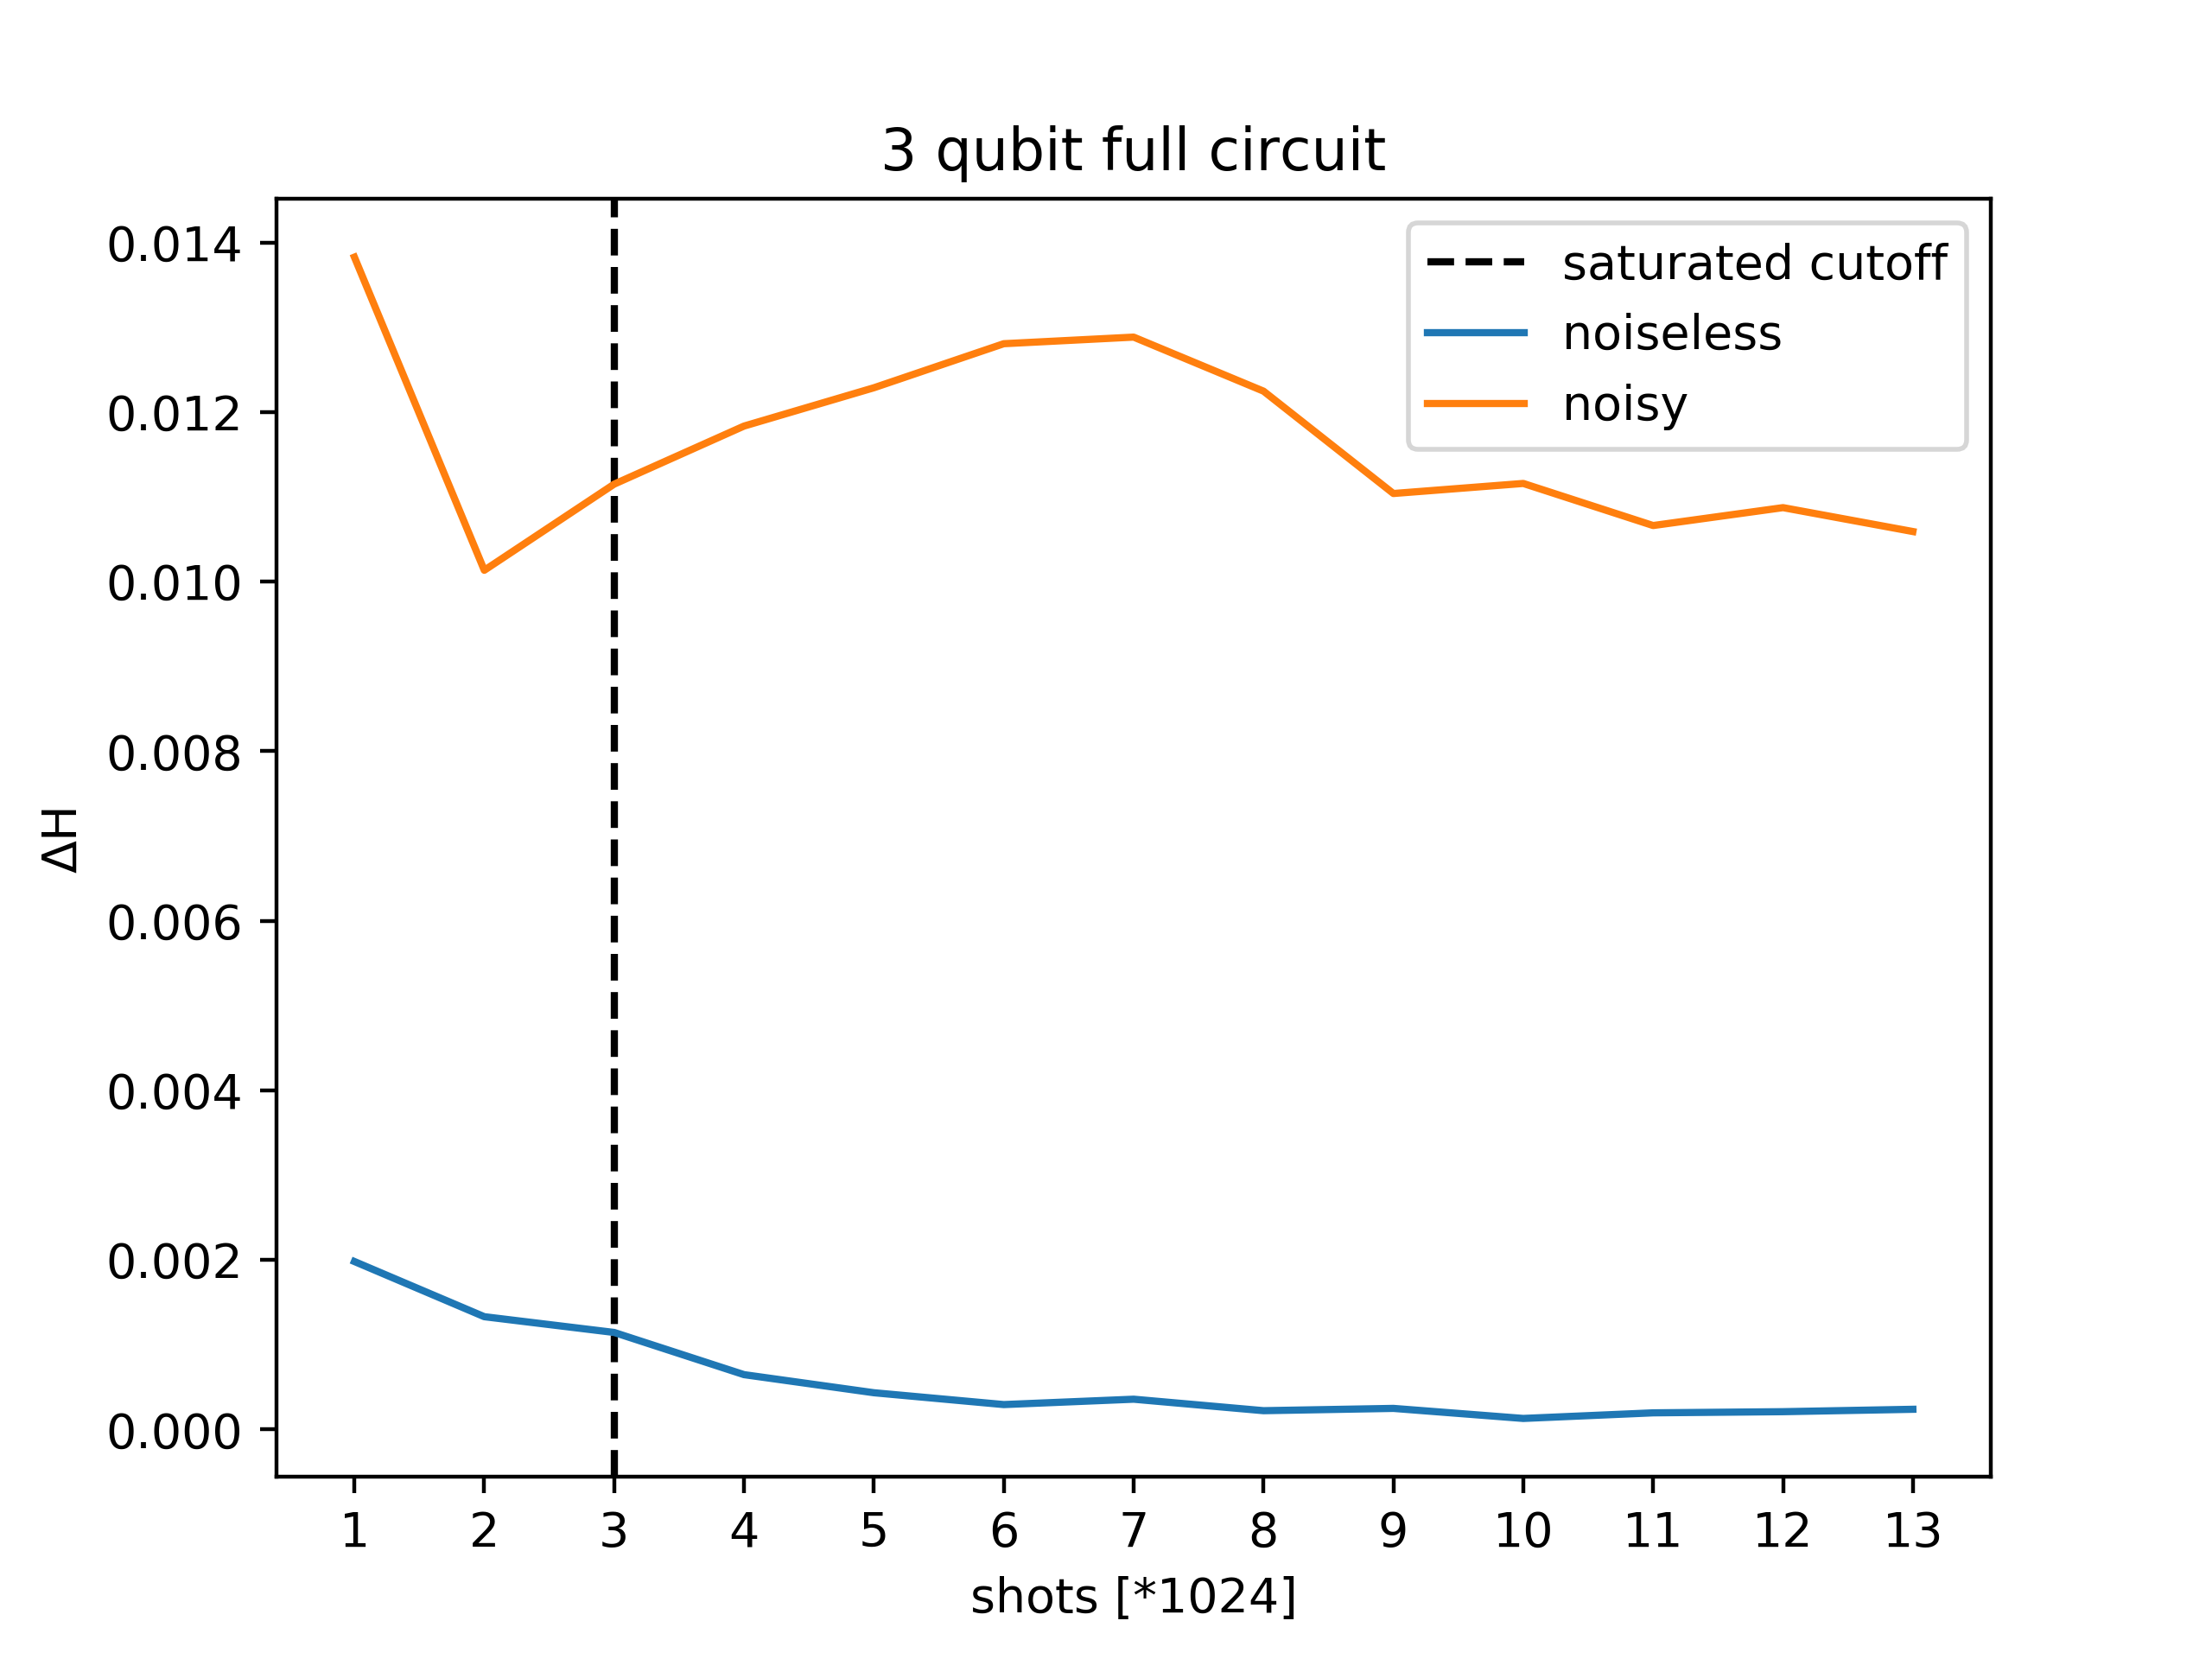 3 qubit full circuit
saturated cutoff
noiseless
noisy
0.014
0.012
0.010
0.008
0.006
0.004
0.002
0.000
ΔH
1 2 3 4 5 6 7 8 9 10 11 12 13
shots [*1024]